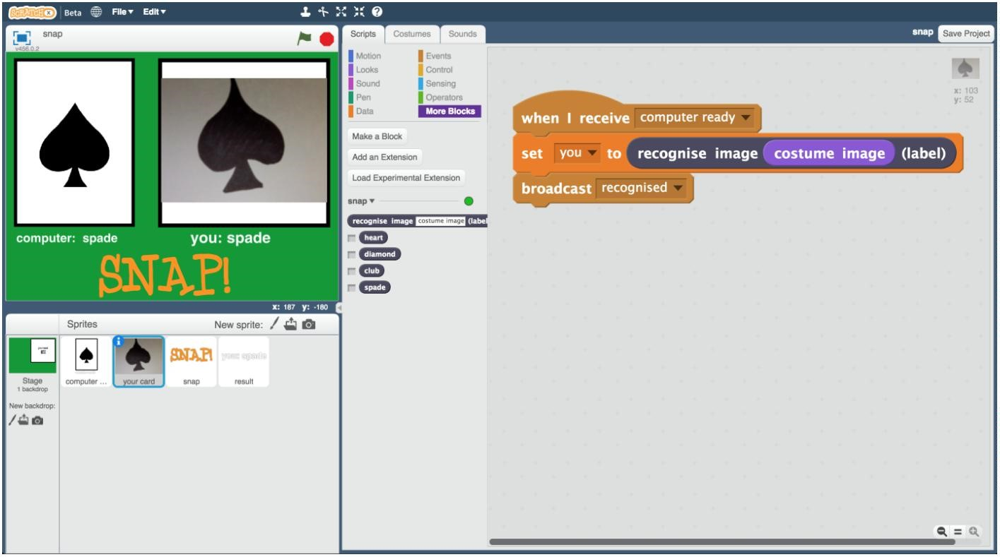 SCRATCHX Beta File▾ Edit▾
snap
v456.0.2
computer: spade
you: spade
SNAP!
x: 187 y: -180
Sprites
New sprite:
Stage
1 backdrop
New backdrop:
computer ...
your card
SNAP!
snap
you: spade
result
Scripts
Costumes
Sounds
Motion
Looks
Sound
Pen
Data
Events
Control
Sensing
Operators
More Blocks
Make a Block
Add an Extension
Load Experimental Extension
snap ▾
recognise image costume image (label
heart
diamond
club
spade
snap
Save Project
x: 103
y: 52
when I receive computer ready
set you to recognise image costume image (label)
broadcast recognised